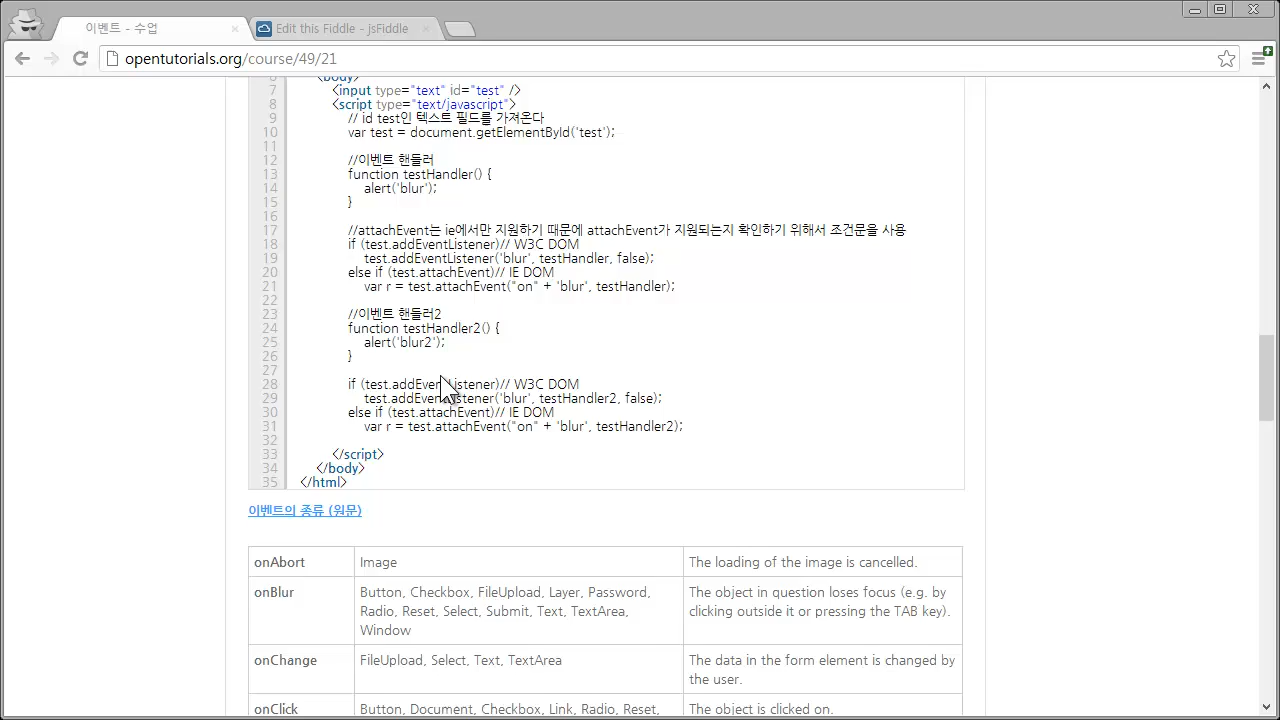 이벤트 - 수업
Edit this Fiddle - jsFiddle
opentutorials.org/course/49/21
6 <body>
7 <input type="text" id="test" />
8 <script type="text/javascript">
9 // id test인 텍스트 필드를 가져온다
10 var test = document.getElementById('test');
11
12 //이벤트 핸들러
13 function testHandler() {
14 alert('blur');
15 }
16
17 //attachEvent는 ie에서만 지원하기 때문에 attachEvent가 지원되는지 확인하기 위해서 조건문을 사용
18 if (test.addEventListener)// W3C DOM
19 test.addEventListener('blur', testHandler, false);
20 else if (test.attachEvent)// IE DOM
21 var r = test.attachEvent("on" + 'blur', testHandler);
22
23 //이벤트 핸들러2
24 function testHandler2() {
25 alert('blur2');
26 }
27
28 if (test.addEventListener)// W3C DOM
29 test.addEventListener('blur', testHandler2, false);
30 else if (test.attachEvent)// IE DOM
31 var r = test.attachEvent("on" + 'blur', testHandler2);
32
33 </script>
34 </body>
35 </html>
이벤트의 종류 (원문)
onAbort Image The loading of the image is cancelled.
onBlur Button, Checkbox, FileUpload, Layer, Password, The object in question loses focus (e.g. by
Radio, Reset, Select, Submit, Text, TextArea, clicking outside it or pressing the TAB key).
Window
onChange FileUpload, Select, Text, TextArea The data in the form element is changed by
the user.
onClick Button, Document, Checkbox, Link, Radio, Reset, The object is clicked on.